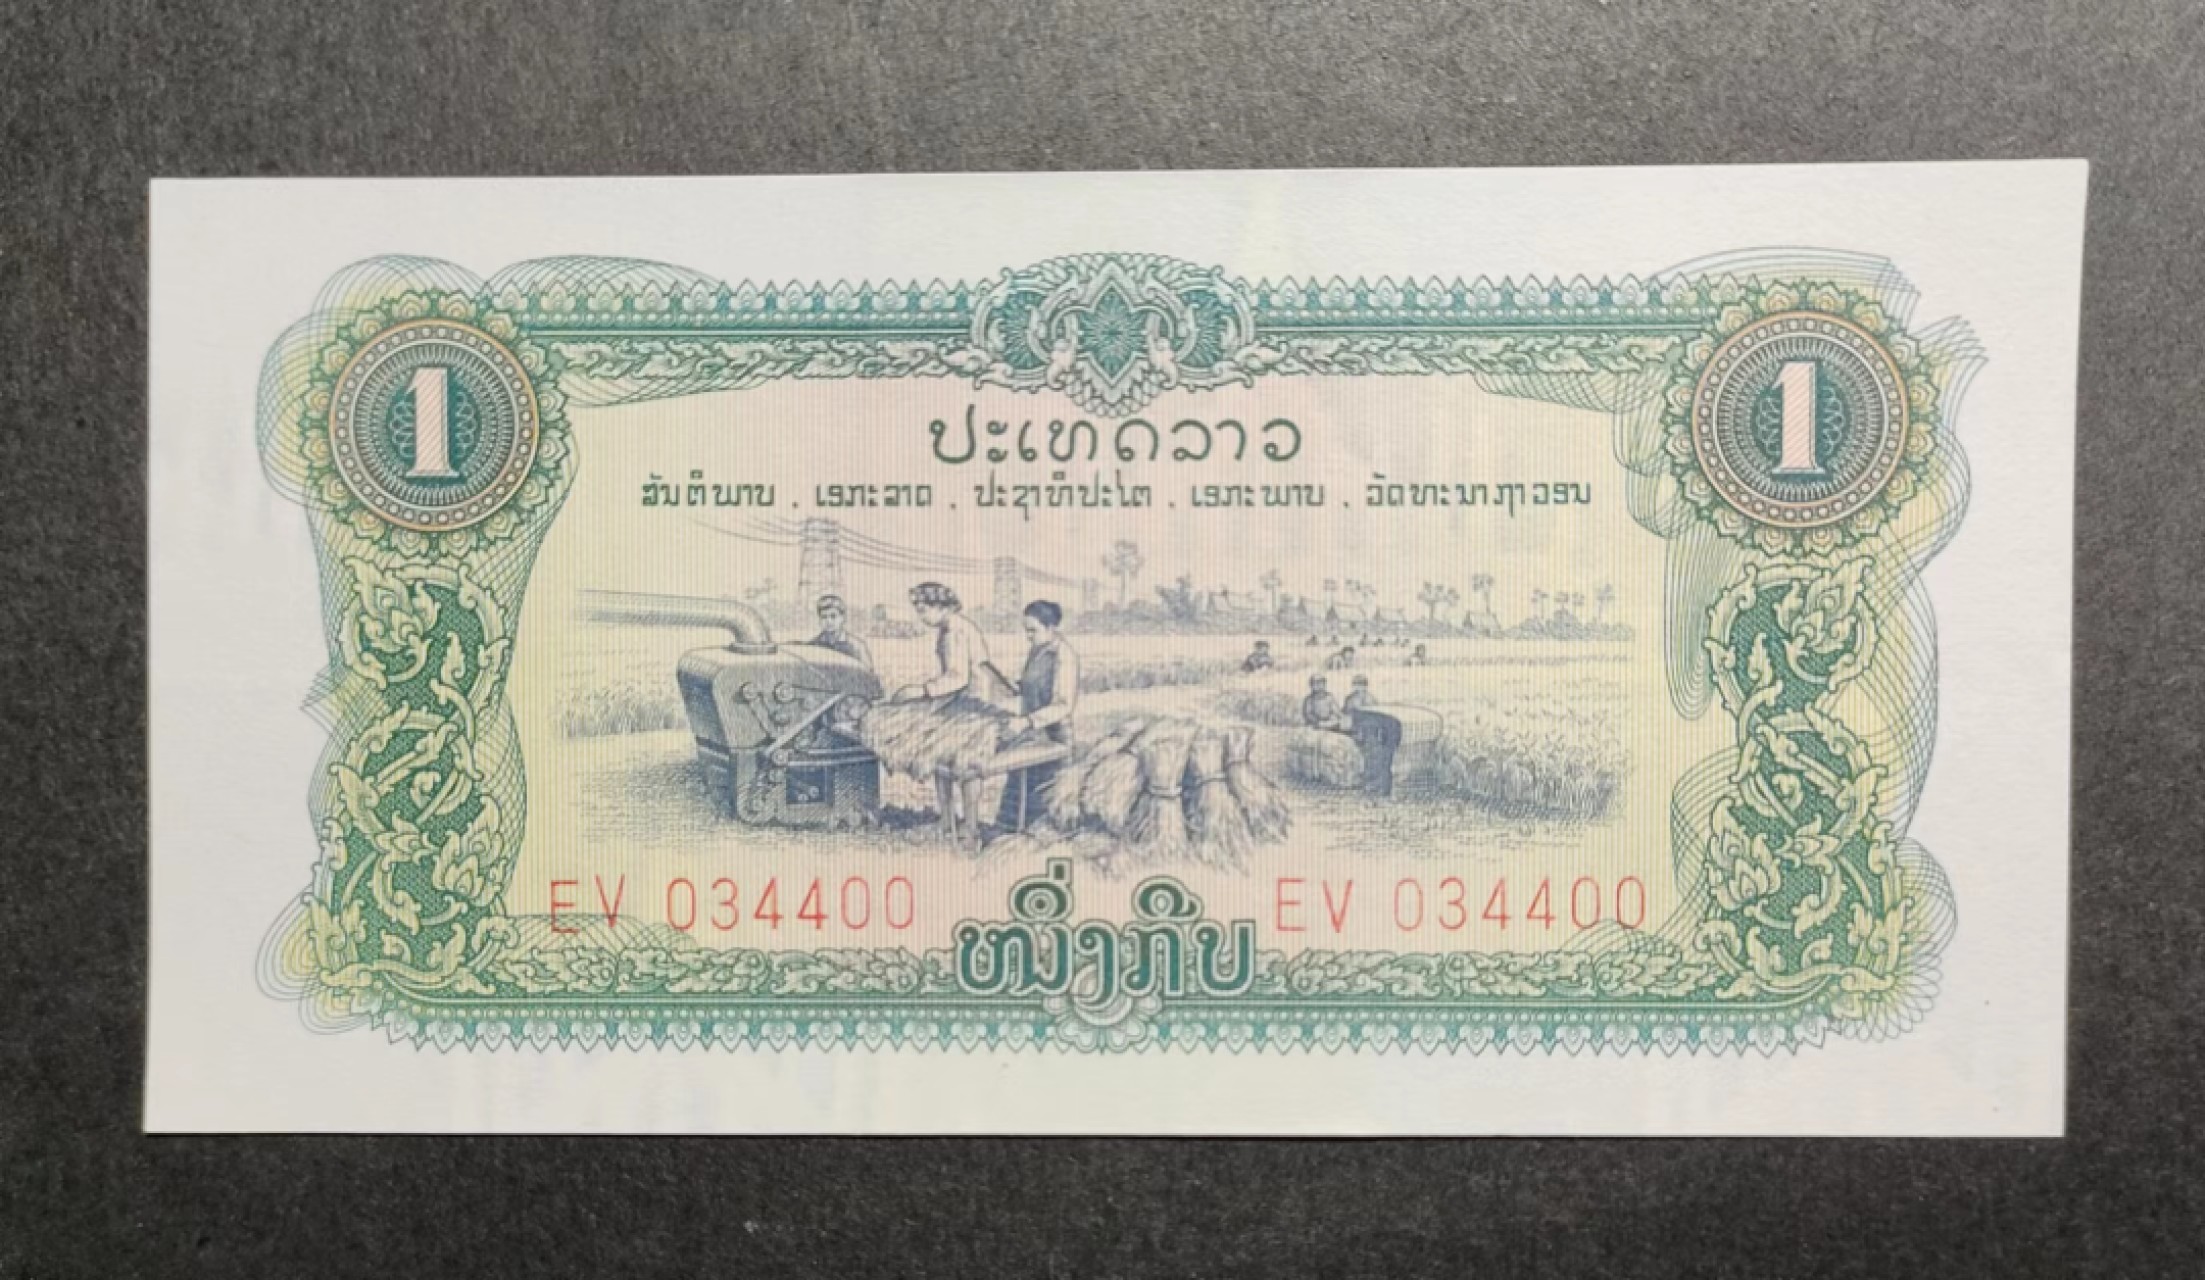 1 1
ປະເທດລາວ
ສັນຕິພາບ . ເອກະລາດ . ປະຊາທິປະໄຕ . ເອກະພາບ . ວັດທະນາຖາວອນ
EV 034400 EV 034400
ໜຶ່ງກີບ